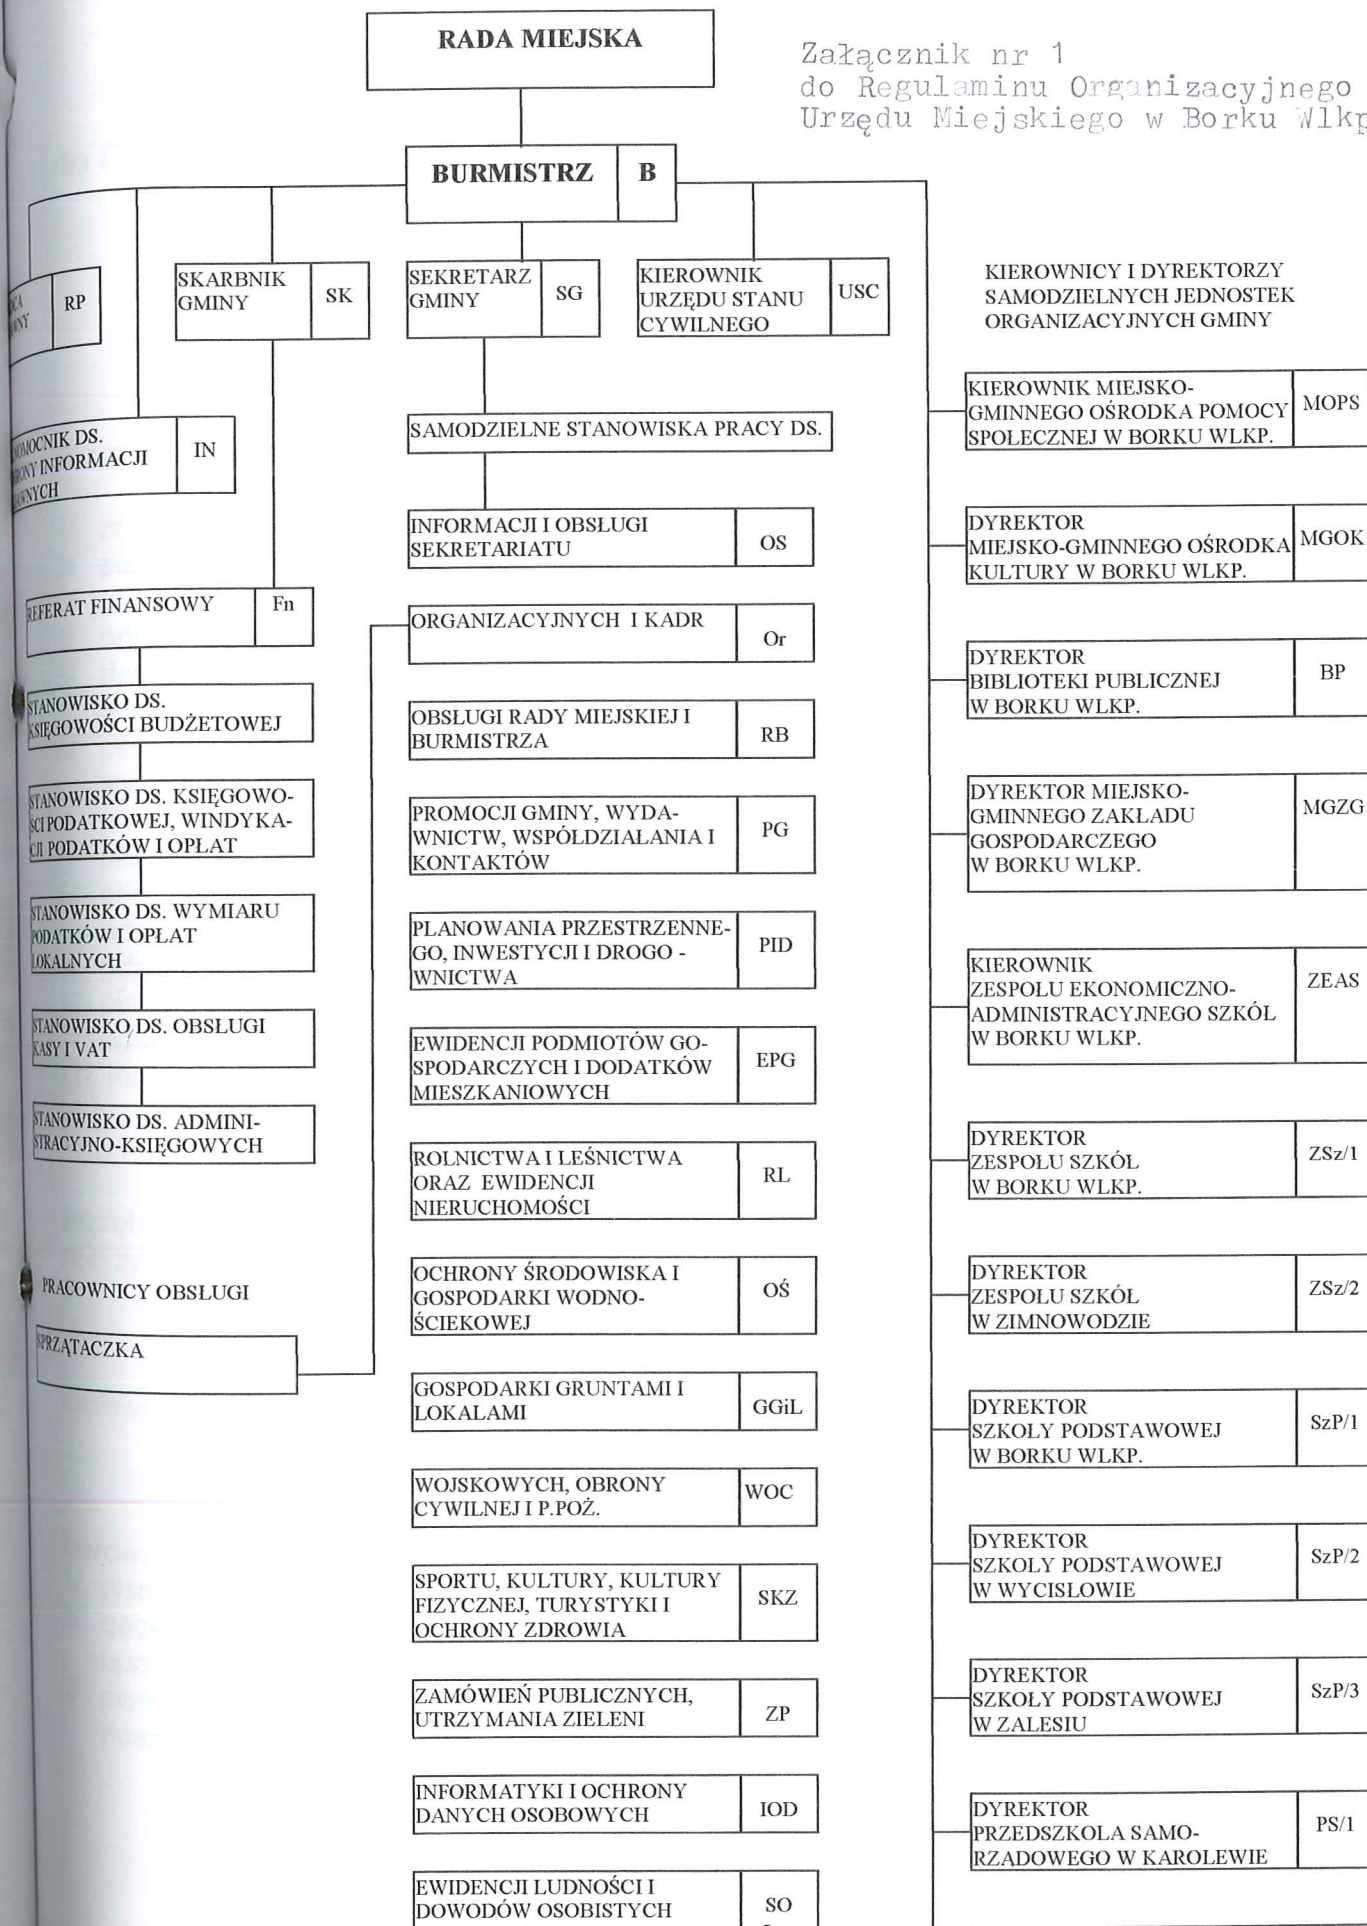 RADA MIEJSKA
Załącznik nr 1
do Regulaminu Organizacyjnego
Urzędu Miejskiego w Borku Wlkp
BURMISTRZ B
RP
SKARBNIK
GMINY
SK
SEKRETARZ
GMINY
SG
KIEROWNIK
URZĘDU STANU
CYWILNEGO
USC
DS.
INFORMACJI
IN
REFERAT FINANSOWY Fn
STANOWISKO DS.
KSIĘGOWOŚCI BUDŻETOWEJ
STANOWISKO DS. KSIĘGOWO-
ŚCI PODATKOWEJ, WINDYKA-
CJI PODATKÓW I OPŁAT
STANOWISKO DS. WYMIARU
PODATKÓW I OPŁAT
LOKALNYCH
STANOWISKO DS. OBSŁUGI
KASY I VAT
STANOWISKO DS. ADMINI-
STRACYJNO-KSIĘGOWYCH
PRACOWNICY OBSŁUGI
SPRZĄTACZKA
SAMODZIELNE STANOWISKA PRACY DS.
INFORMACJI I OBSŁUGI
SEKRETARIATU
OS
ORGANIZACYJNYCH I KADR
Or
OBSŁUGI RADY MIEJSKIEJ I
BURMISTRZA
RB
PROMOCJI GMINY, WYDA-
WNICTW, WSPÓŁDZIAŁANIA I
KONTAKTÓW
PG
PLANOWANIA PRZESTRZENNE-
GO, INWESTYCJI I DROGO -
WNICTWA
PID
EWIDENCJI PODMIOTÓW GO-
SPODARCZYCH I DODATKÓW
MIESZKANIOWYCH
EPG
ROLNICTWA I LEŚNICTWA
ORAZ EWIDENCJI
NIERUCHOMOŚCI
RL
OCHRONY ŚRODOWISKA I
GOSPODARKI WODNO-
ŚCIEKOWEJ
OŚ
GOSPODARKI GRUNTAMI I
LOKALAMI
GGiL
WOJSKOWYCH, OBRONY
CYWILNEJ I P.POŻ.
WOC
SPORTU, KULTURY, KULTURY
FIZYCZNEJ, TURYSTYKI I
OCHRONY ZDROWIA
SKZ
ZAMÓWIEŃ PUBLICZNYCH,
UTRZYMANIA ZIELENI
ZP
INFORMATYKI I OCHRONY
DANYCH OSOBOWYCH
IOD
EWIDENCJI LUDNOŚCI I
DOWODÓW OSOBISTYCH
SO
KIEROWNICY I DYREKTORZY
SAMODZIELNYCH JEDNOSTEK
ORGANIZACYJNYCH GMINY
KIEROWNIK MIEJSKO-
GMINNEGO OŚRODKA POMOCY
SPOŁECZNEJ W BORKU WLKP.
MOPS
DYREKTOR
MIEJSKO-GMINNEGO OŚRODKA
KULTURY W BORKU WLKP.
MGOK
DYREKTOR
BIBLIOTEKI PUBLICZNEJ
W BORKU WLKP.
BP
DYREKTOR MIEJSKO-
GMINNEGO ZAKŁADU
GOSPODARCZEGO
W BORKU WLKP.
MGZG
KIEROWNIK
ZESPOŁU EKONOMICZNO-
ADMINISTRACYJNEGO SZKÓL
W BORKU WLKP.
ZEAS
DYREKTOR
ZESPOŁU SZKÓL
W BORKU WLKP.
ZSz/1
DYREKTOR
ZESPOŁU SZKÓL
W ZIMNOWODZIE
ZSz/2
DYREKTOR
SZKOŁY PODSTAWOWEJ
W BORKU WLKP.
SzP/1
DYREKTOR
SZKOŁY PODSTAWOWEJ
W WYCISŁOWIE
SzP/2
DYREKTOR
SZKOŁY PODSTAWOWEJ
W ZALESIU
SzP/3
DYREKTOR
PRZEDSZKOLA SAMO-
RZADOWEGO W KAROLEWIE
PS/1